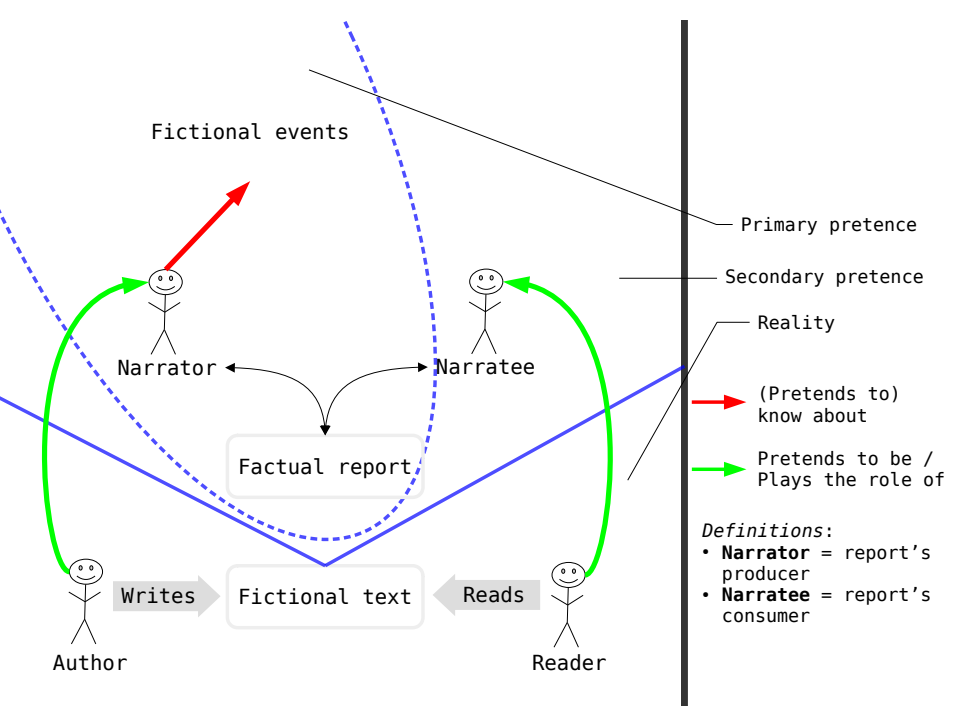 Fictional events
Primary pretence
Secondary pretence
Reality
Narrator
Narratee
(Pretends to)
know about
Factual report
Pretends to be /
Plays the role of
Definitions:
• Narrator = report’s
producer
• Narratee = report’s
consumer
Writes
Fictional text
Reads
Author
Reader